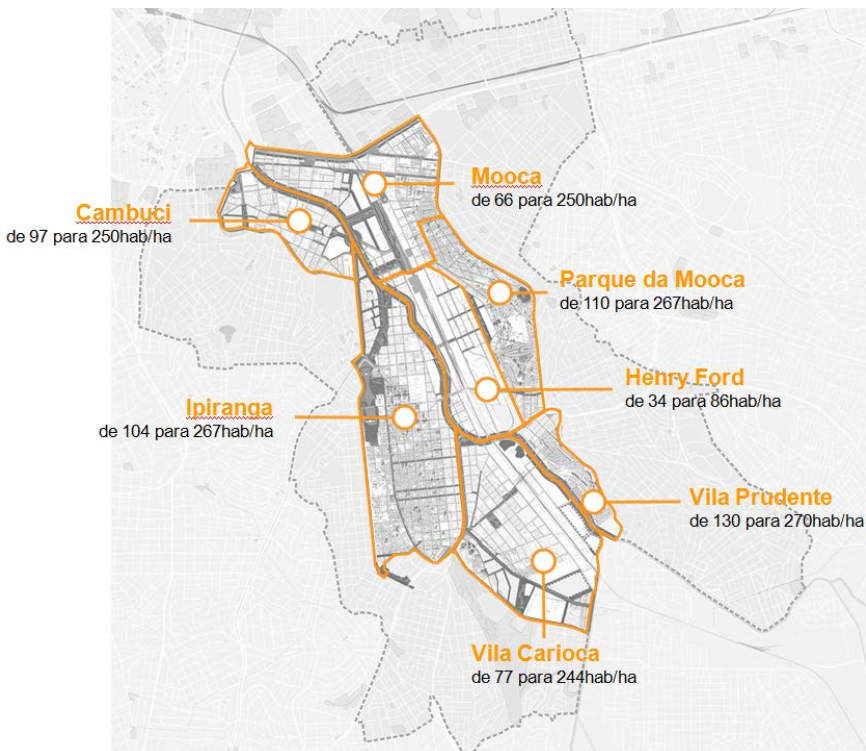 Mooca
de 66 para 250hab/ha
Cambuci
de 97 para 250hab/ha
Parque da Mooca
de 110 para 267hab/ha
Henry Ford
de 34 para 86hab/ha
Ipiranga
de 104 para 267hab/ha
Vila Prudente
de 130 para 270hab/ha
Vila Carioca
de 77 para 244hab/ha